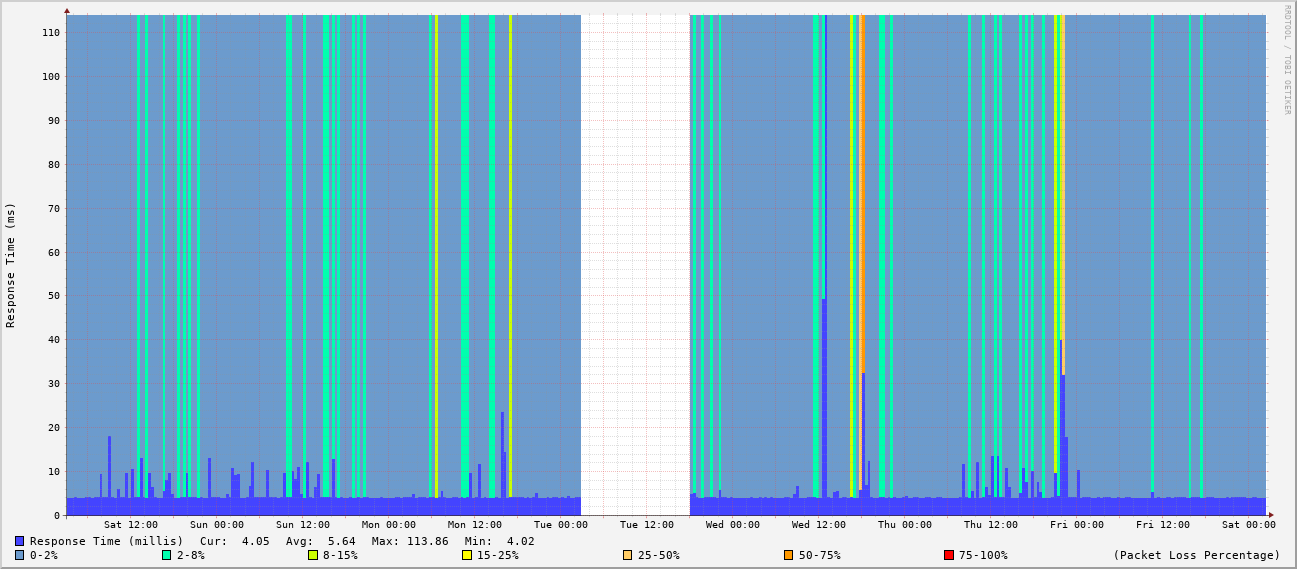 RRDTOOL / TOBI OETIKER
Response Time (ms)
110
100
90
80
70
60
50
40
30
20
10
0
Sat 12:00 Sun 00:00 Sun 12:00 Mon 00:00 Mon 12:00 Tue 00:00 Tue 12:00 Wed 00:00 Wed 12:00 Thu 00:00 Thu 12:00 Fri 00:00 Fri 12:00 Sat 00:00
Response Time (millis) Cur: 4.05 Avg: 5.64 Max: 113.86 Min: 4.02
0-2% 2-8% 8-15% 15-25% 25-50% 50-75% 75-100% (Packet Loss Percentage)